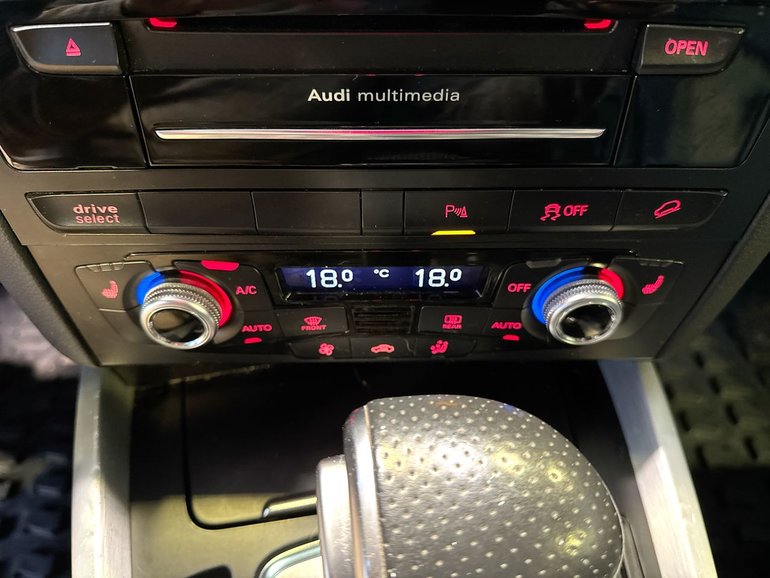 OPEN
Audi multimedia
drive
select
P
OFF
A/C
18.0 °C 18.0
OFF
AUTO
FRONT
REAR
AUTO